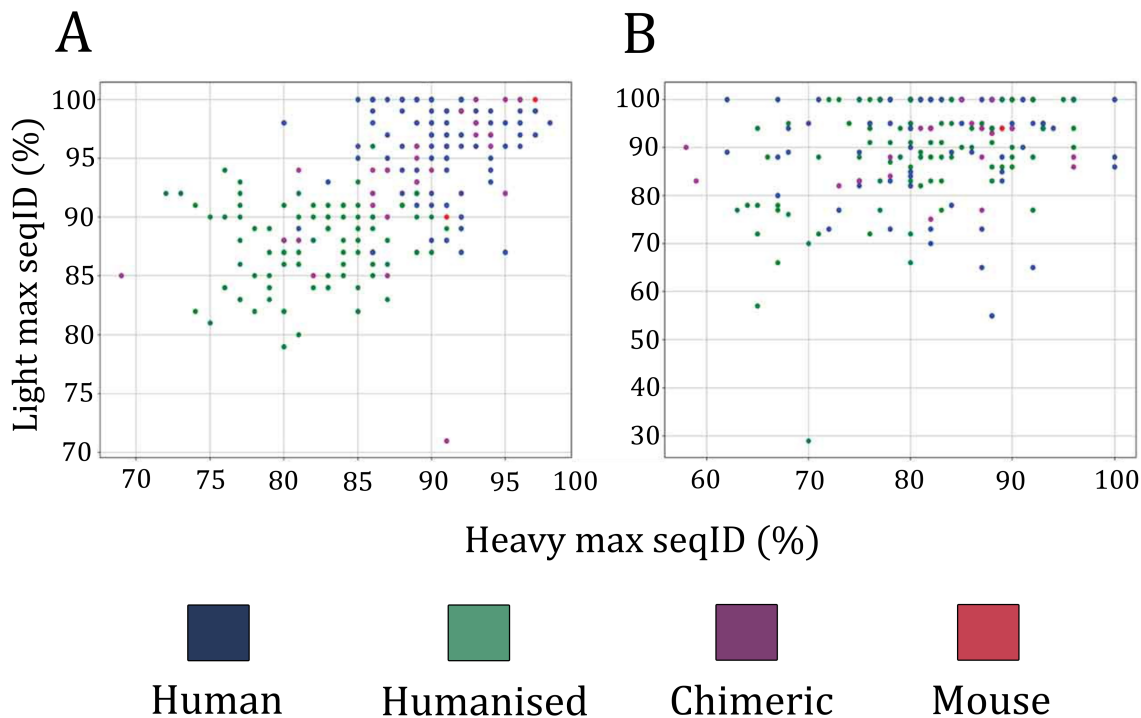 A
B
Light max seqID (%)
100
95
90
85
80
75
70
70 75 80 85 90 95 100
100
90
80
70
60
50
40
30
60 70 80 90 100
Heavy max seqID (%)
Human Humanised Chimeric Mouse